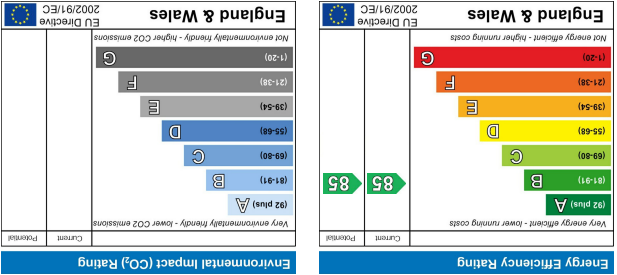 Energy Efficiency Rating
Current Potential
Very energy efficient - lower running costs
(92 plus) A
(81-91) B
(69-80) C
(55-68) D
(39-54) E
(21-38) F
(1-20) G
85 85
Not energy efficient - higher running costs
England & Wales
EU Directive
2002/91/EC
Environmental Impact (CO₂) Rating
Current Potential
Very environmentally friendly - lower CO2 emissions
(92 plus) A
(81-91) B
(69-80) C
(55-68) D
(39-54) E
(21-38) F
(1-20) G
Not environmentally friendly - higher CO2 emissions
England & Wales
EU Directive
2002/91/EC